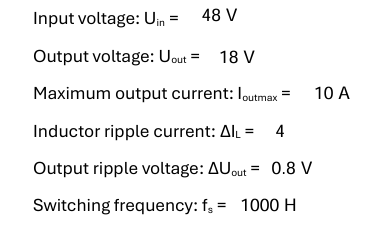 Input voltage: Uin = 48 V
Output voltage: Uout = 18 V
Maximum output current: Ioutmax = 10 A
Inductor ripple current: ΔIL = 4
Output ripple voltage: ΔUout = 0.8 V
Switching frequency: fs = 1000 H